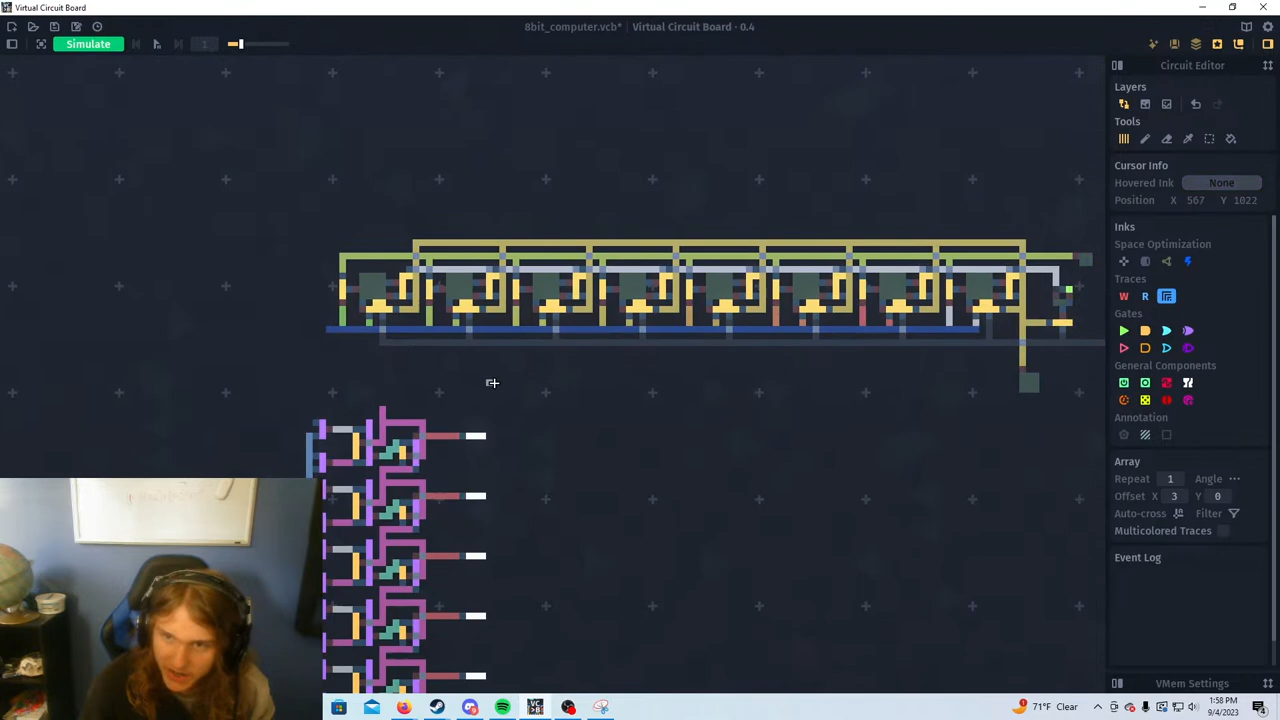 Virtual Circuit Board
8bit_computer.vcb* | Virtual Circuit Board · 0.4
Simulate
1
Circuit Editor
Layers
Tools
Cursor Info
Hovered Ink None
Position X 567 Y 1022
Inks
Space Optimization
Traces
W R
Gates
General Components
Annotation
Array
Repeat 1 Angle ...
Offset X 3 Y 0
Auto-cross Filter
Multicolored Traces
Event Log
VMem Settings
71°F Clear
1:58 PM
9/4/2023